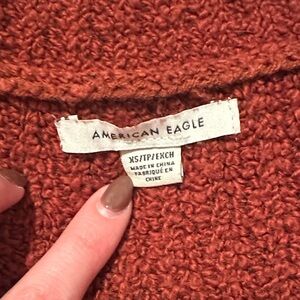 AMERICAN EAGLE
XS/TP/EXCH
MADE IN CHINA
FABRIQUÉ EN
CHINE